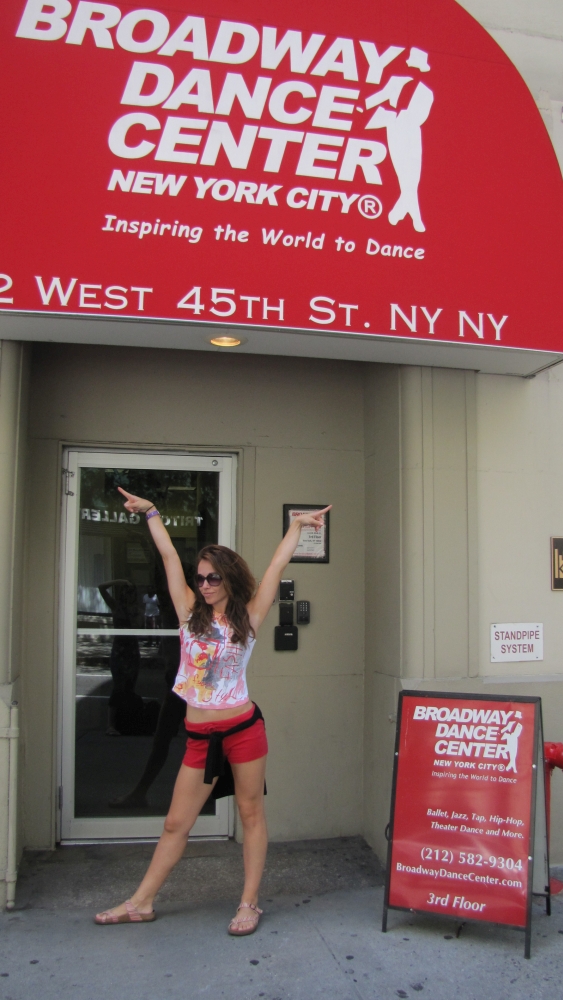 BROADWAY
DANCE
CENTER
NEW YORK CITY®
Inspiring the World to Dance
2 WEST 45TH ST. NY NY
STANDPIPE
SYSTEM
BROADWAY
DANCE
CENTER
NEW YORK CITY®
Inspiring the World to Dance
Ballet, Jazz, Tap, Hip-Hop,
Theater Dance and More.
(212) 582-9304
BroadwayDanceCenter.com
3rd Floor